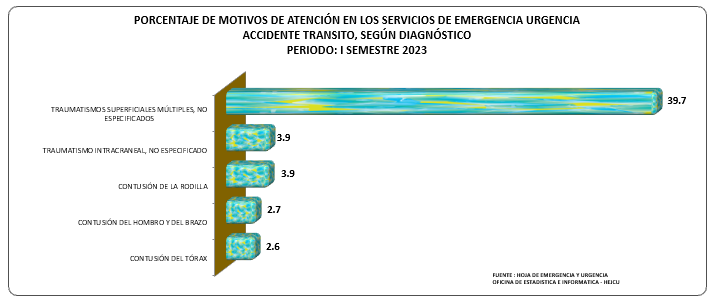 PORCENTAJE DE MOTIVOS DE ATENCIÓN EN LOS SERVICIOS DE EMERGENCIA URGENCIA
ACCIDENTE TRANSITO, SEGÚN DIAGNÓSTICO
PERIODO: I SEMESTRE 2023
TRAUMATISMOS SUPERFICIALES MÚLTIPLES, NO
ESPECIFICADOS
39.7
TRAUMATISMO INTRACRANEAL, NO ESPECIFICADO
3.9
CONTUSIÓN DE LA RODILLA
3.9
CONTUSIÓN DEL HOMBRO Y DEL BRAZO
2.7
CONTUSIÓN DEL TÓRAX
2.6
FUENTE : HOJA DE EMERGENCIA Y URGENCIA
OFICINA DE ESTADISTICA E INFORMATICA - HEJCU